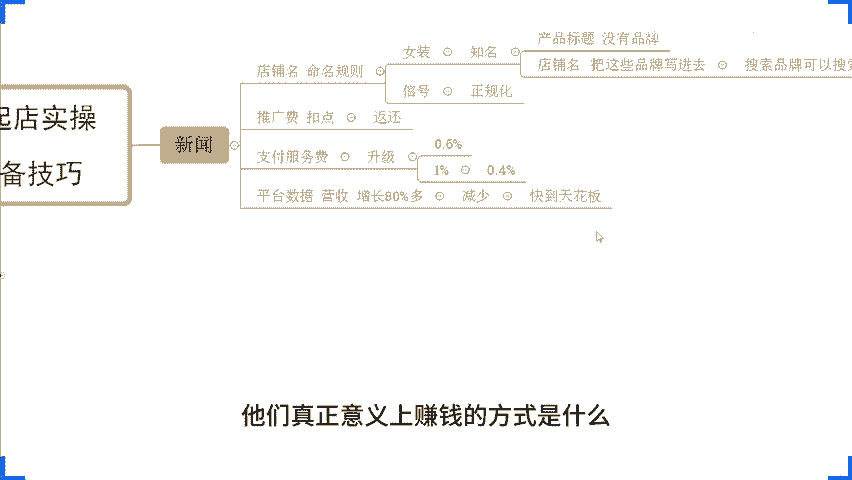 产品标题 没有品牌
女装 知名
店铺名 把这些品牌写进去 搜索品牌可以搜索
店铺名 命名规则
信号 正规化
起店实操
推广费 扣点 返还
新闻
0.6%
支付服务费 升级
备技巧
1% 0.4%
平台数据 营收 增长80%多 减少 快到天花板
他们真正意义上赚钱的方式是什么